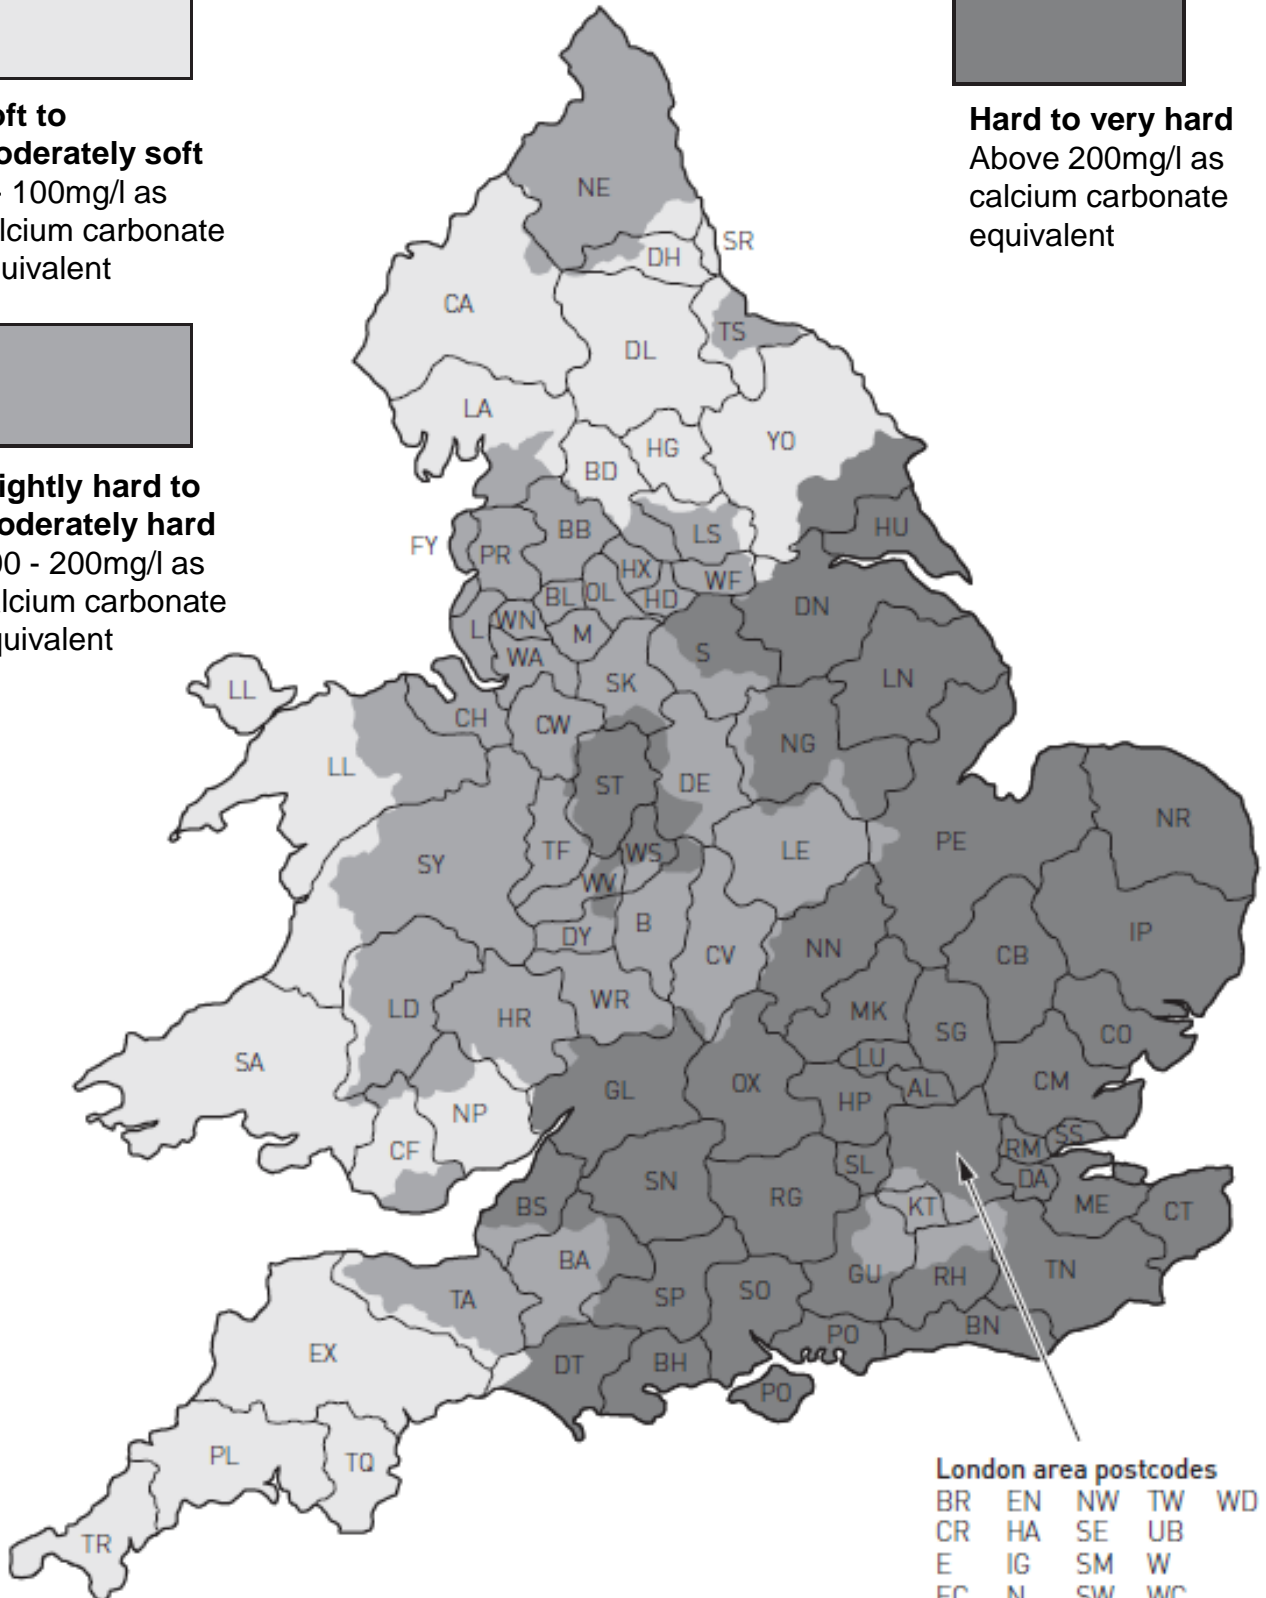 oft to
oderately soft
- 100mg/l as
lcium carbonate
uivalent
Hard to very hard
Above 200mg/l as
calcium carbonate
equivalent
ightly hard to
oderately hard
00 - 200mg/l as
alcium carbonate
quivalent
NE
SR
DH
CA
TS
DL
LA
YO
HG
BD
HU
BB
LS
FY
PR
HX
WF
BL
OL
HD
DN
WN
L
M
S
WA
SK
LN
LL
CH
CW
NG
LL
ST
DE
NR
PE
TF
WS
LE
SY
WV
B
IP
DY
CV
NN
CB
WR
LD
HR
MK
SG
CO
LU
SA
GL
OX
AL
CM
HP
NP
SS
CF
RM
SL
DA
SN
RG
KT
ME
CT
BS
BA
GU
RH
TN
TA
SP
SO
BN
PO
EX
DT
BH
PO
PL
TQ
TR
London area postcodes
BR EN NW TW WD
CR HA SE UB
E IG SM W
EC N SW WC